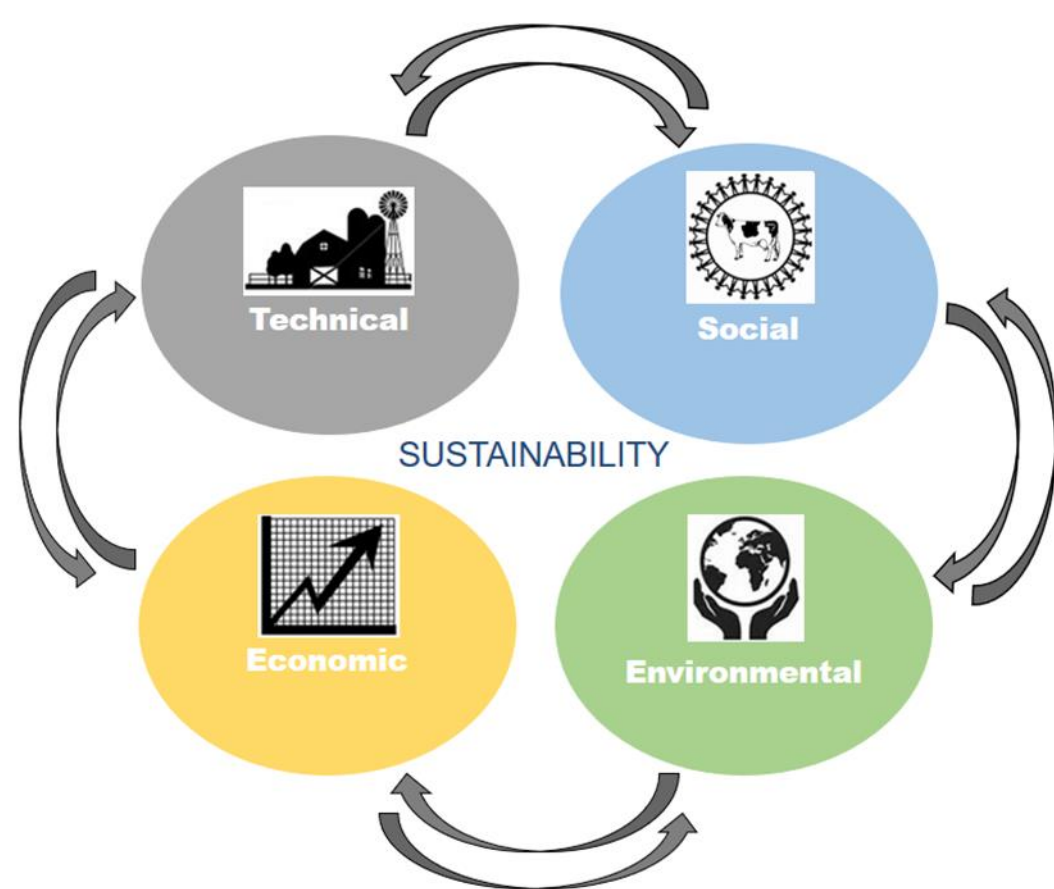 Technical
Social
SUSTAINABILITY
Economic
Environmental